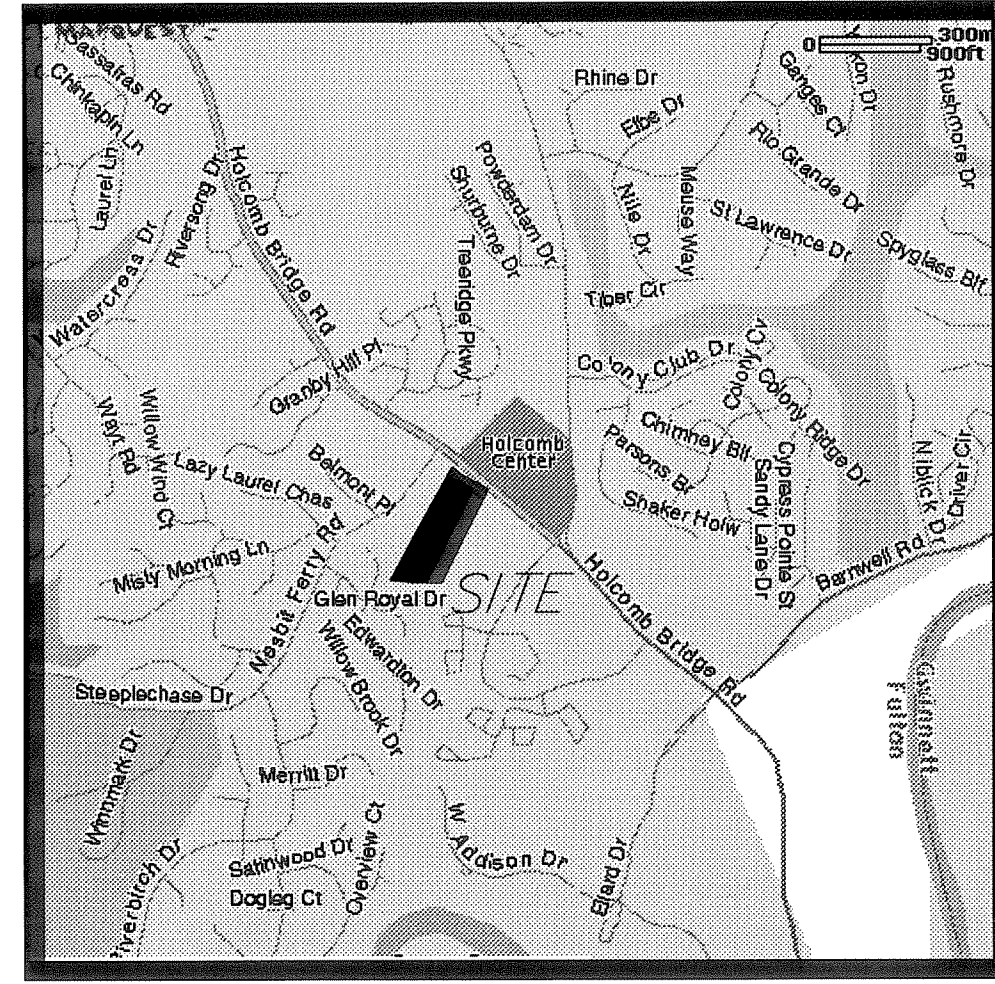 MAPQUEST
0 300m
900ft
Sassafras Rd
Chinkapin Ln
Laurel Ln
Riversong Dr
Holcomb Bridge Rd
Watercress Dr
Rhine Dr
Elbe Dr
Ganges Ct
Rio Grande Dr
Rushmore Dr
Powderdam Dr
Shurburne Dr
Treeridge Pkwy
Nile Dr
Meuse Way
St Lawrence Dr
Spyglass Blf
Tiber Cir
Granby Hill Pl
Colony Club Dr
Colony Ct
Colony Ridge Dr
Willow Wind Ct
Wayt Rd
Lazy Laurel Chas
Belmont Pl
Holcomb
Center
Chimney Blf
Parsons Br
Shaker Holw
Sandy Lane Dr
Cypress Pointe St
Niblick Dr
Driver Cir
Barnwell Rd
Misty Morning Ln
Nesbit Ferry Rd
Glen Royal Dr
SITE
Holcomb Bridge Rd
Edwardton Dr
Willow Brook Dr
Steeplechase Dr
Gwinnett
Fulton
Winnmark Dr
Merritt Dr
Satinwood Dr
Overview Ct
Dogleg Ct
W Addison Dr
Ellard Dr